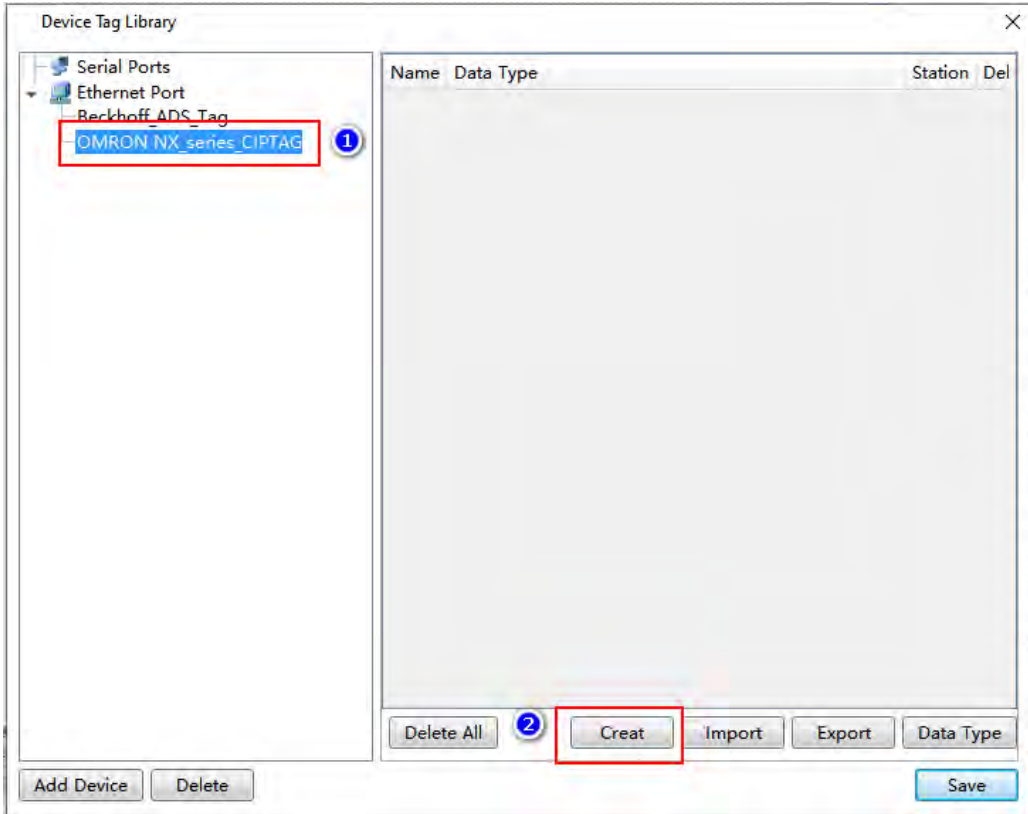 Device Tag Library
Serial Ports
Ethernet Port
Beckhoff_ADS_Tag
OMRON NX_series_CIPTAG
1
Name Data Type Station Del
Delete All 2 Creat Import Export Data Type
Add Device Delete Save